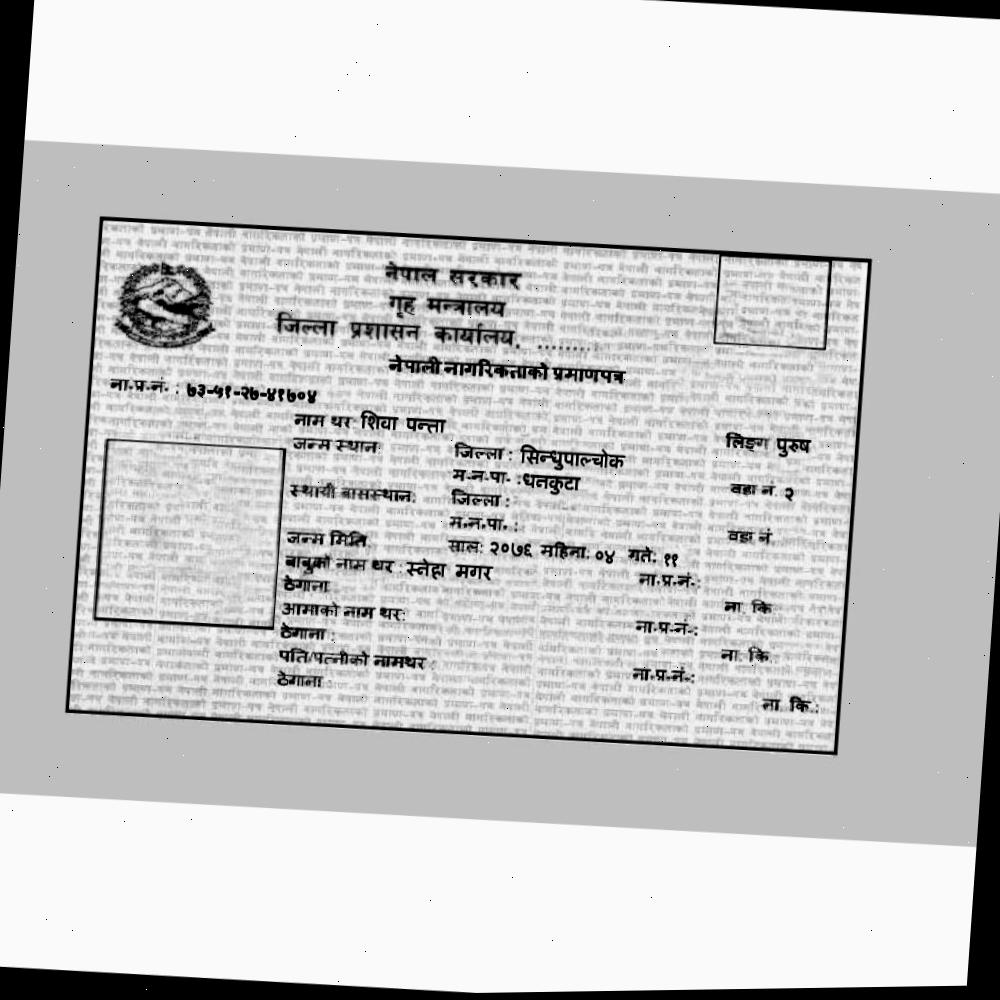 नेपाल सरकार
गृह मन्त्रालय
जिल्ला प्रशासन कार्यालय, .........
नेपाली नागरिकताको प्रमाणपत्र
ना.प्र.नं. : ७३-५१-२७-४१७०४
नाम थर शिवा पन्ता लिङ्ग पुरुष
जन्म स्थान: जिल्ला : सिन्धुपाल्चोक
म.न.पा. : धनकुटा वडा नं. २
स्थायी बासस्थान: जिल्ला :
म.न.पा. : वडा नं.
जन्म मिति: साल: २०७६ महिना: ०४ गते: ११
बाबुको नाम थर : स्नेहा मगर ना.प्र.नं.:
ठेगाना : ना. कि.:
आमाको नाम थर: ना.प्र.नं.:
ठेगाना : ना. कि.:
पति/पत्नीको नामथर : ना.प्र.नं.:
ठेगाना : ना. कि.: